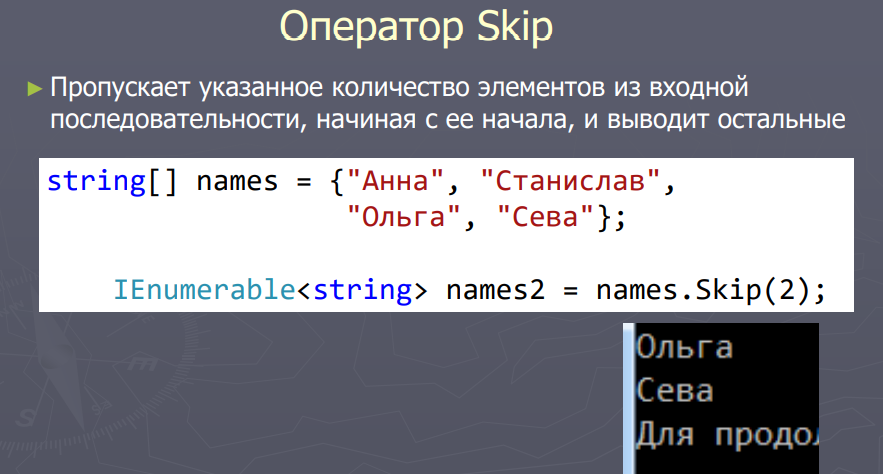 Оператор Skip
Пропускает указанное количество элементов из входной
последовательности, начиная с ее начала, и выводит остальные
string[] names = {"Анна", "Станислав",
"Ольга", "Сева"};
IEnumerable<string> names2 = names.Skip(2);
Ольга
Сева
Для продол